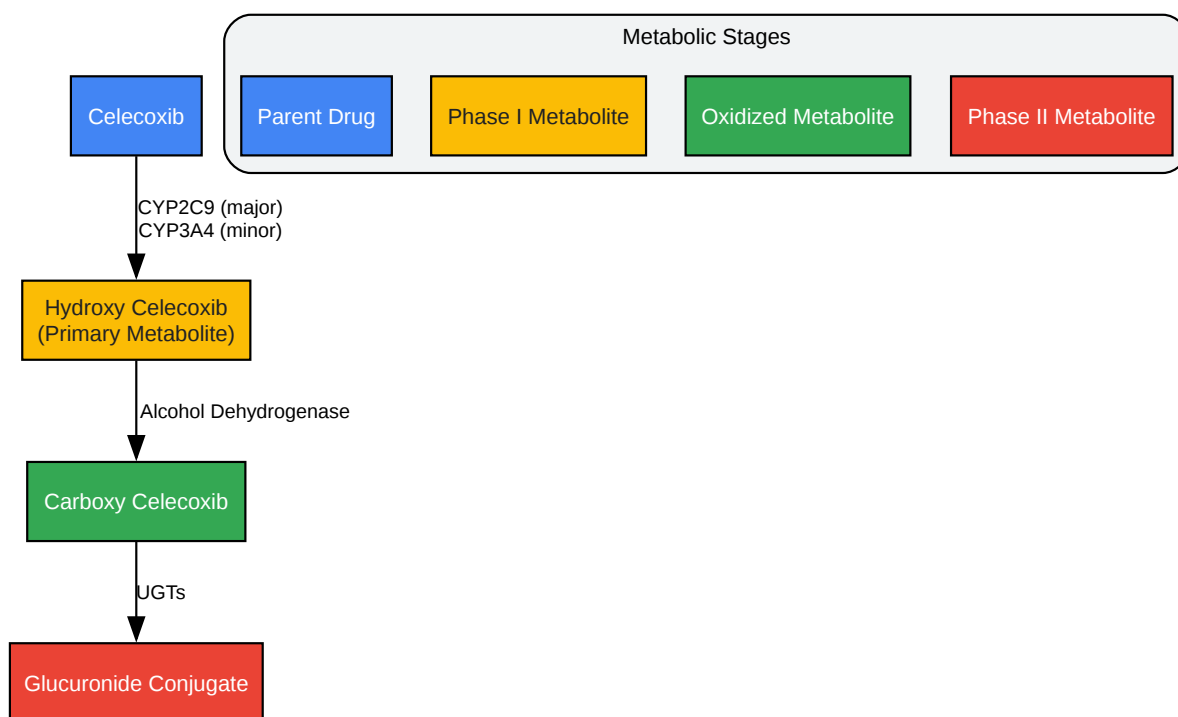 Metabolic Stages
Celecoxib
Parent Drug
Phase I Metabolite
Oxidized Metabolite
Phase II Metabolite
CYP2C9 (major)
CYP3A4 (minor)
Hydroxy Celecoxib
(Primary Metabolite)
Alcohol Dehydrogenase
Carboxy Celecoxib
UGTs
Glucuronide Conjugate